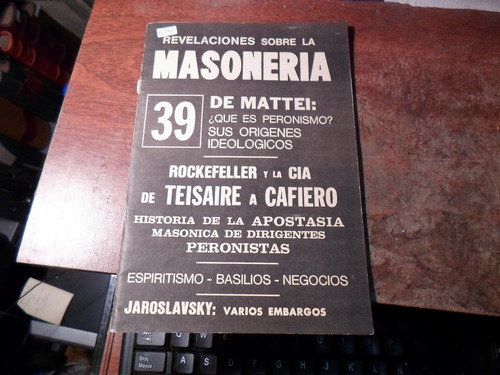 REVELACIONES SOBRE LA
MASONERIA
39
DE MATTEI:
¿QUE ES PERONISMO?
SUS ORIGENES
IDEOLOGICOS
ROCKEFELLER Y LA CIA
DE TEISAIRE A CAFIERO
HISTORIA DE LA APOSTASIA
MASONICA DE DIRIGENTES
PERONISTAS
ESPIRITISMO - BASILIOS - NEGOCIOS
JAROSLAVSKY: VARIOS EMBARGOS